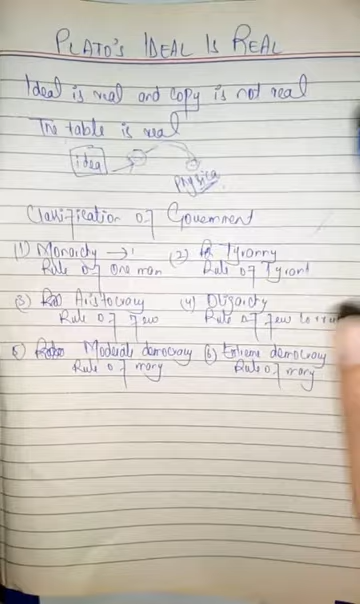 PLATO'S IDEAL IS REAL
Ideal is real and copy is not real
The table is real
idea
Physica
Classification of Government
(1) Monarchy → (2) Tyranny
Rule of one man Rule of Tyrant
(3) Aristocracy (4) Oligarchy
Rule of few Rule of few
5) Moderate democracy (6) Extreme democracy
Rule of many Rule of many